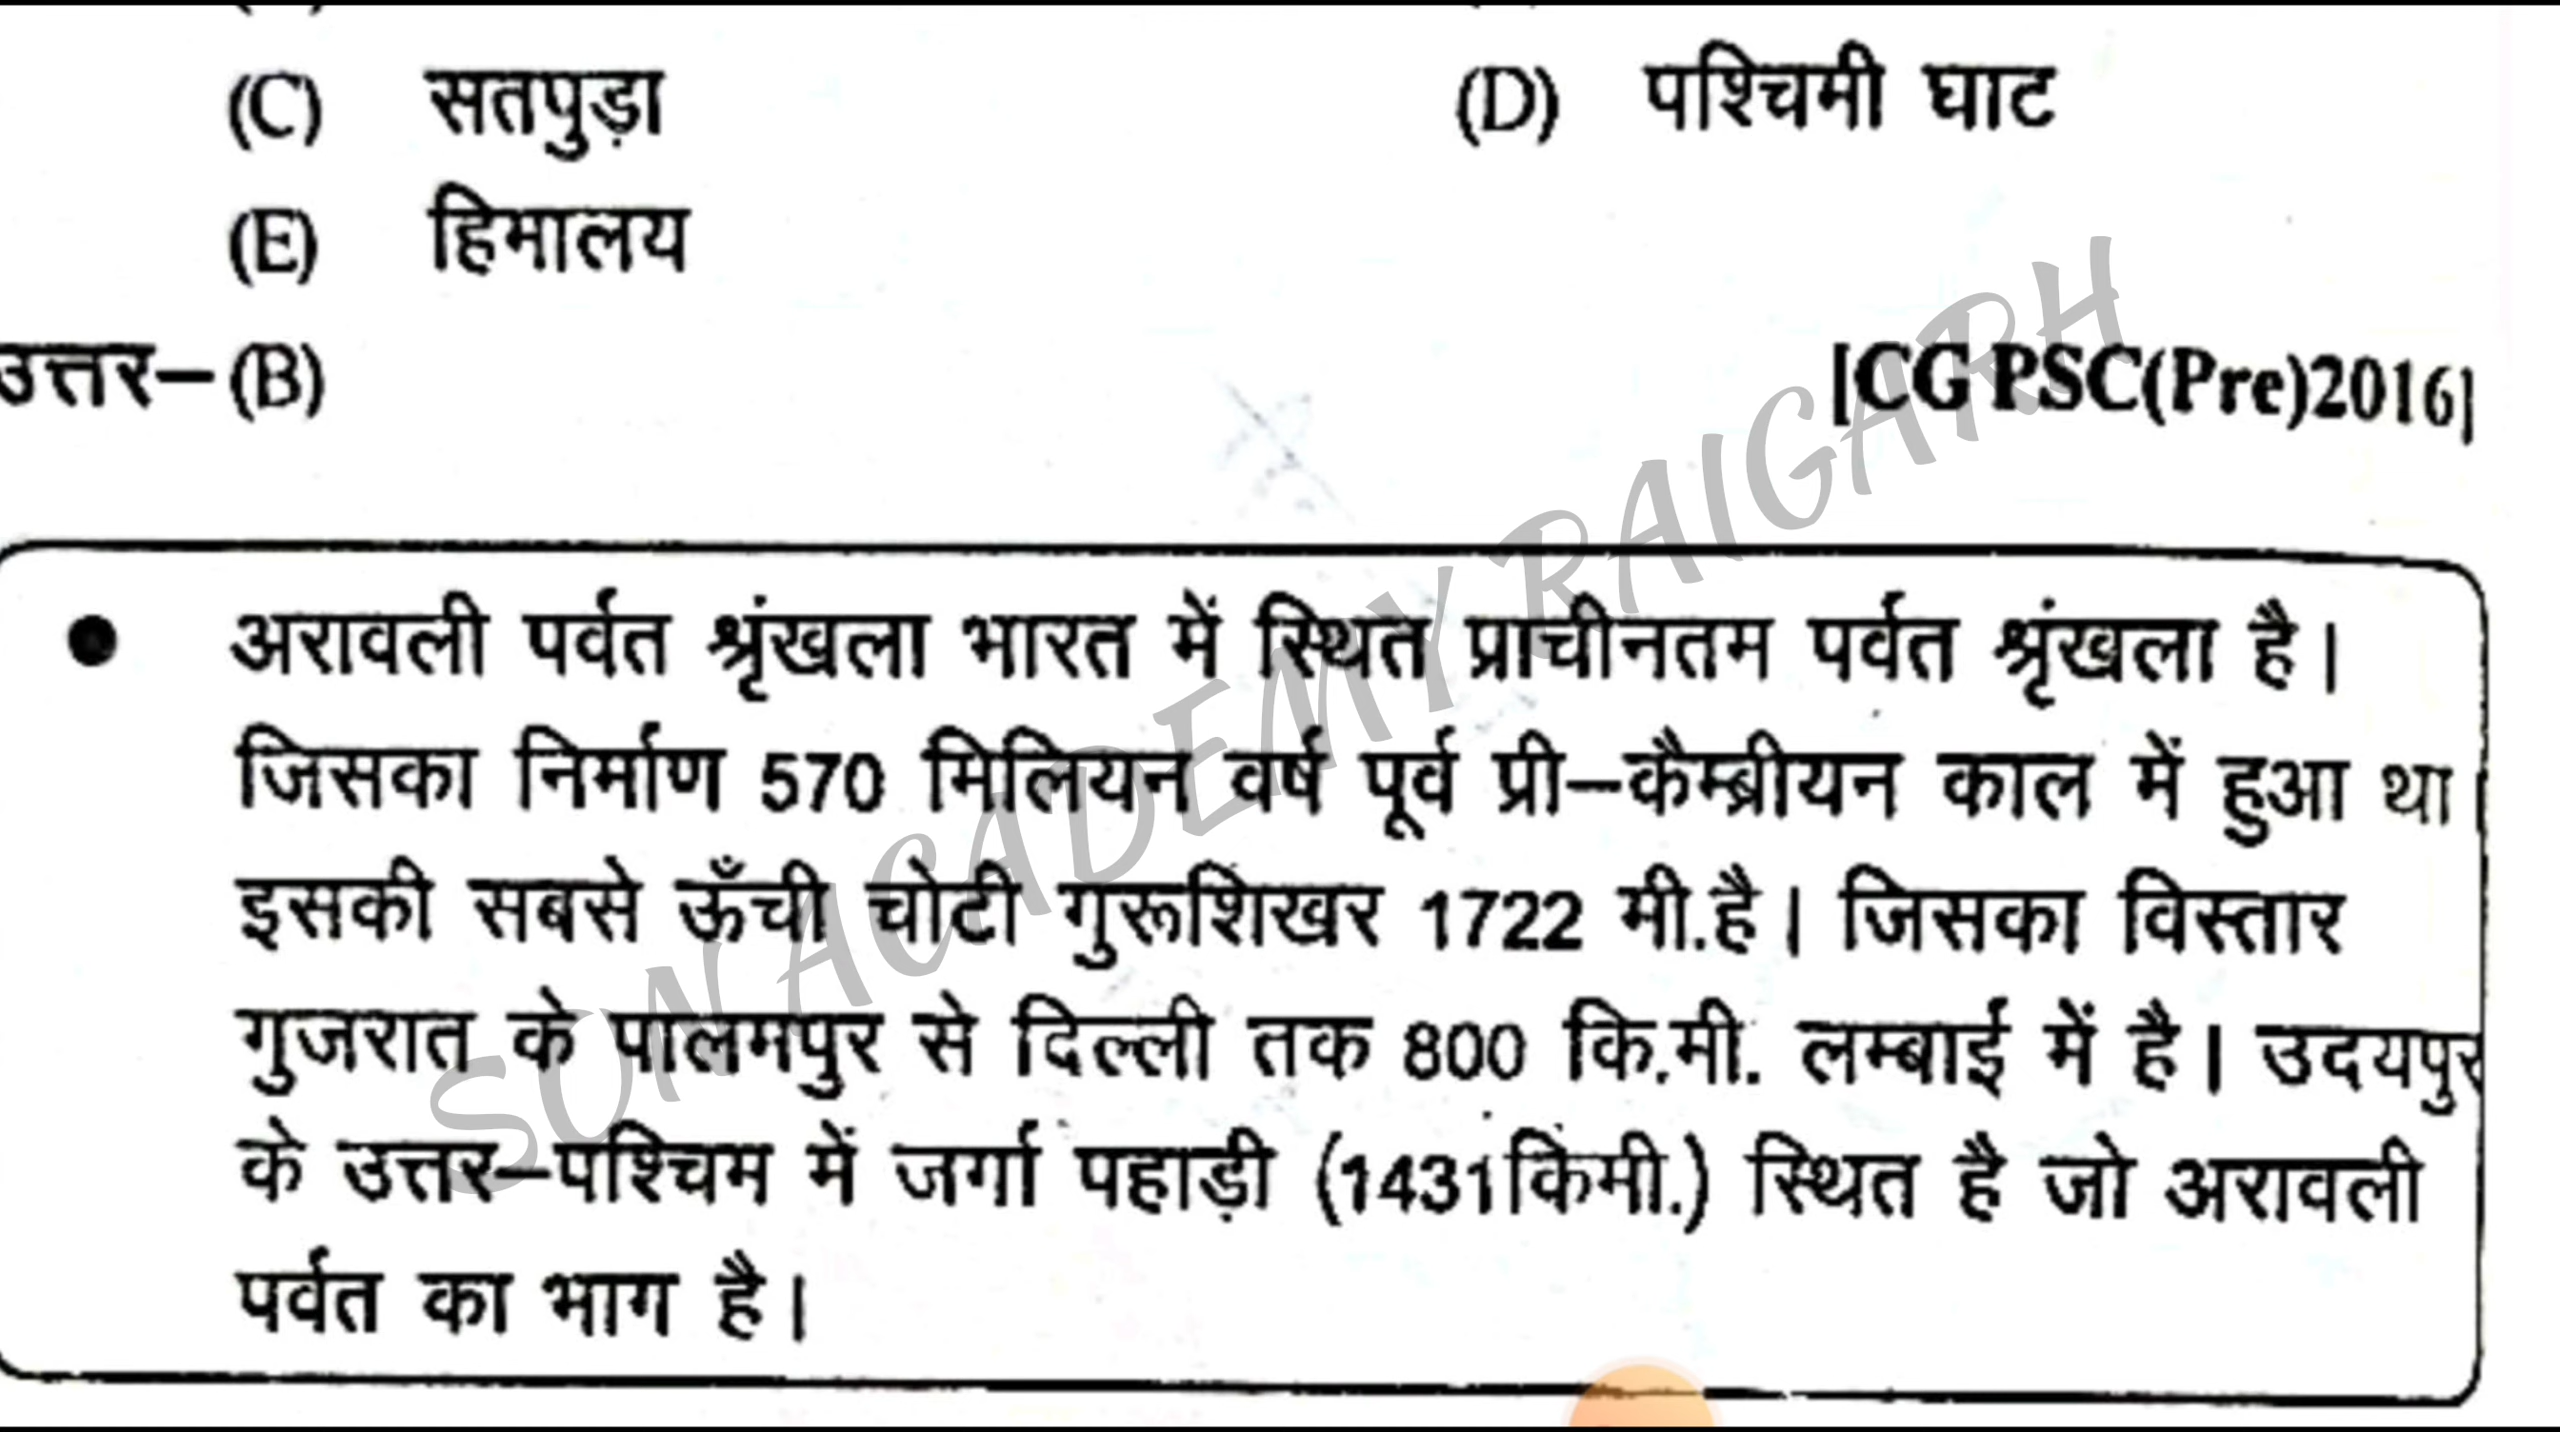 (C) सतपुड़ा (D) पश्चिमी घाट
(E) हिमालय
उत्तर–(B) [CG PSC(Pre)2016]
● अरावली पर्वत श्रृंखला भारत में स्थित प्राचीनतम पर्वत श्रृंखला है।
जिसका निर्माण 570 मिलियन वर्ष पूर्व प्री–कैम्ब्रीयन काल में हुआ था।
इसकी सबसे ऊँची चोटी गुरूशिखर 1722 मी.है। जिसका विस्तार
गुजरात के पालमपुर से दिल्ली तक 800 कि.मी. लम्बाई में है। उदयपुर
के उत्तर–पश्चिम में जर्गा पहाड़ी (1431किमी.) स्थित है जो अरावली
पर्वत का भाग है।
SON ACADEMY RAIGARH